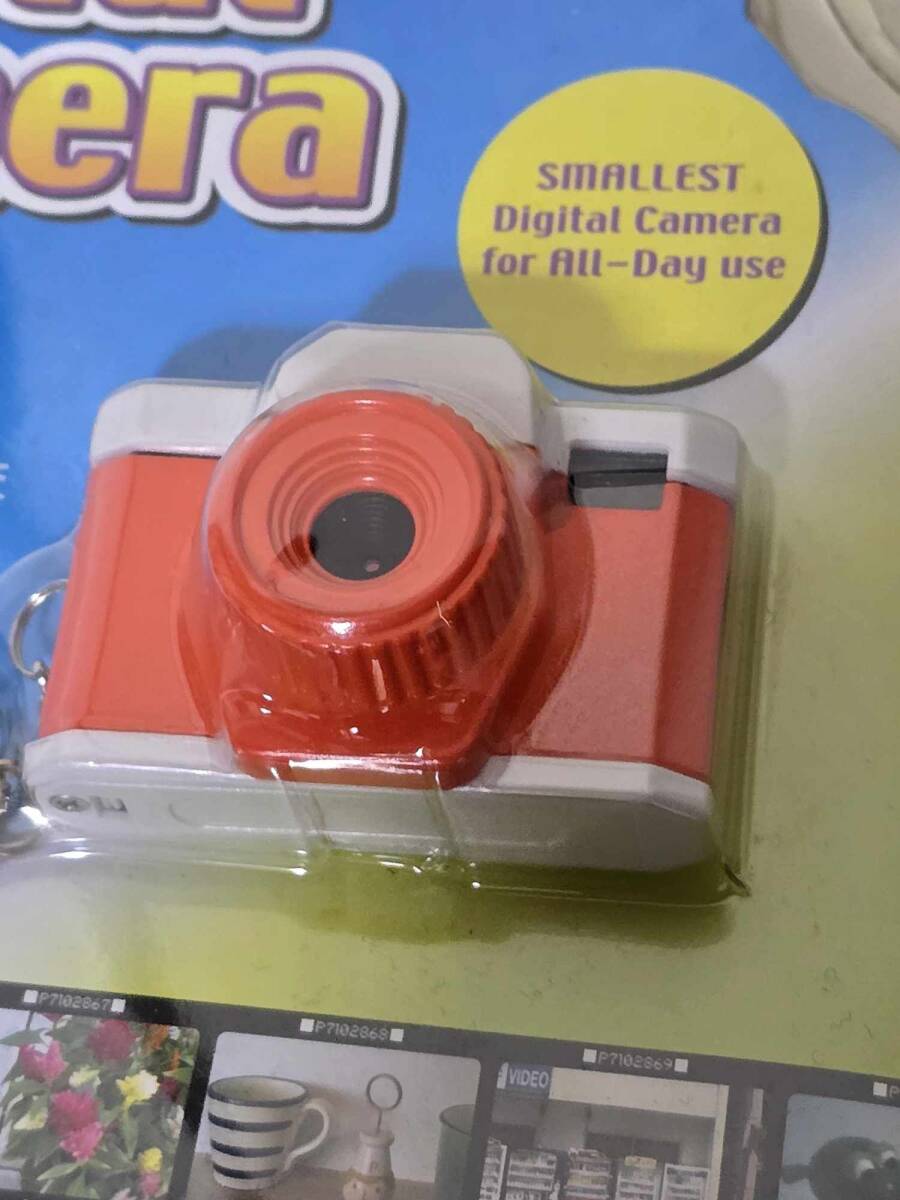 era
SMALLEST
Digital Camera
for All-Day use
P7102867
P7102868
P7102869
VIDEO